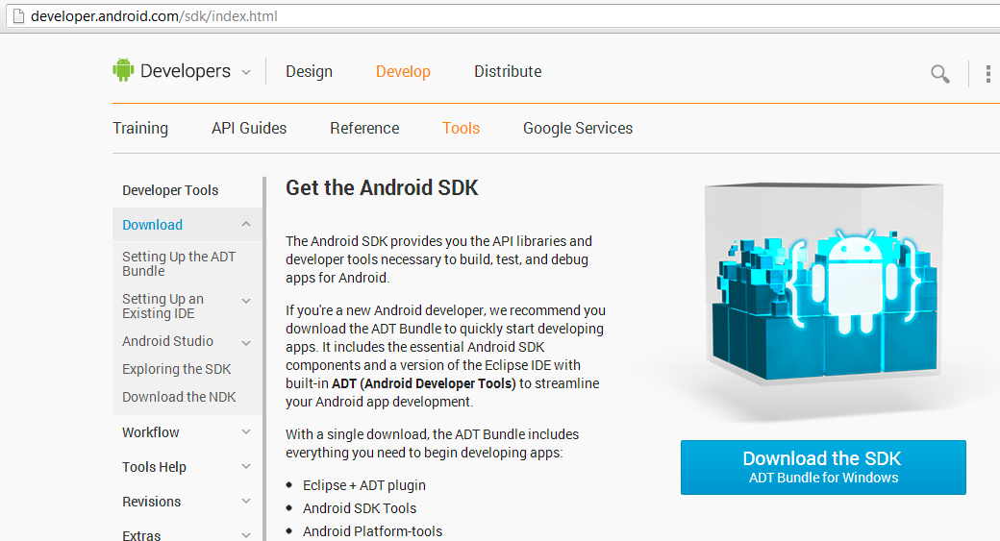 developer.android.com/sdk/index.html
Developers
Design
Develop
Distribute
Training
API Guides
Reference
Tools
Google Services
Developer Tools
Download
Setting Up the ADT
Bundle
Setting Up an
Existing IDE
Android Studio
Exploring the SDK
Download the NDK
Workflow
Tools Help
Revisions
Extras
Get the Android SDK
The Android SDK provides you the API libraries and
developer tools necessary to build, test, and debug
apps for Android.
If you're a new Android developer, we recommend you
download the ADT Bundle to quickly start developing
apps. It includes the essential Android SDK
components and a version of the Eclipse IDE with
built-in ADT (Android Developer Tools) to streamline
your Android app development.
With a single download, the ADT Bundle includes
everything you need to begin developing apps:
• Eclipse + ADT plugin
• Android SDK Tools
• Android Platform-tools
Download the SDK
ADT Bundle for Windows